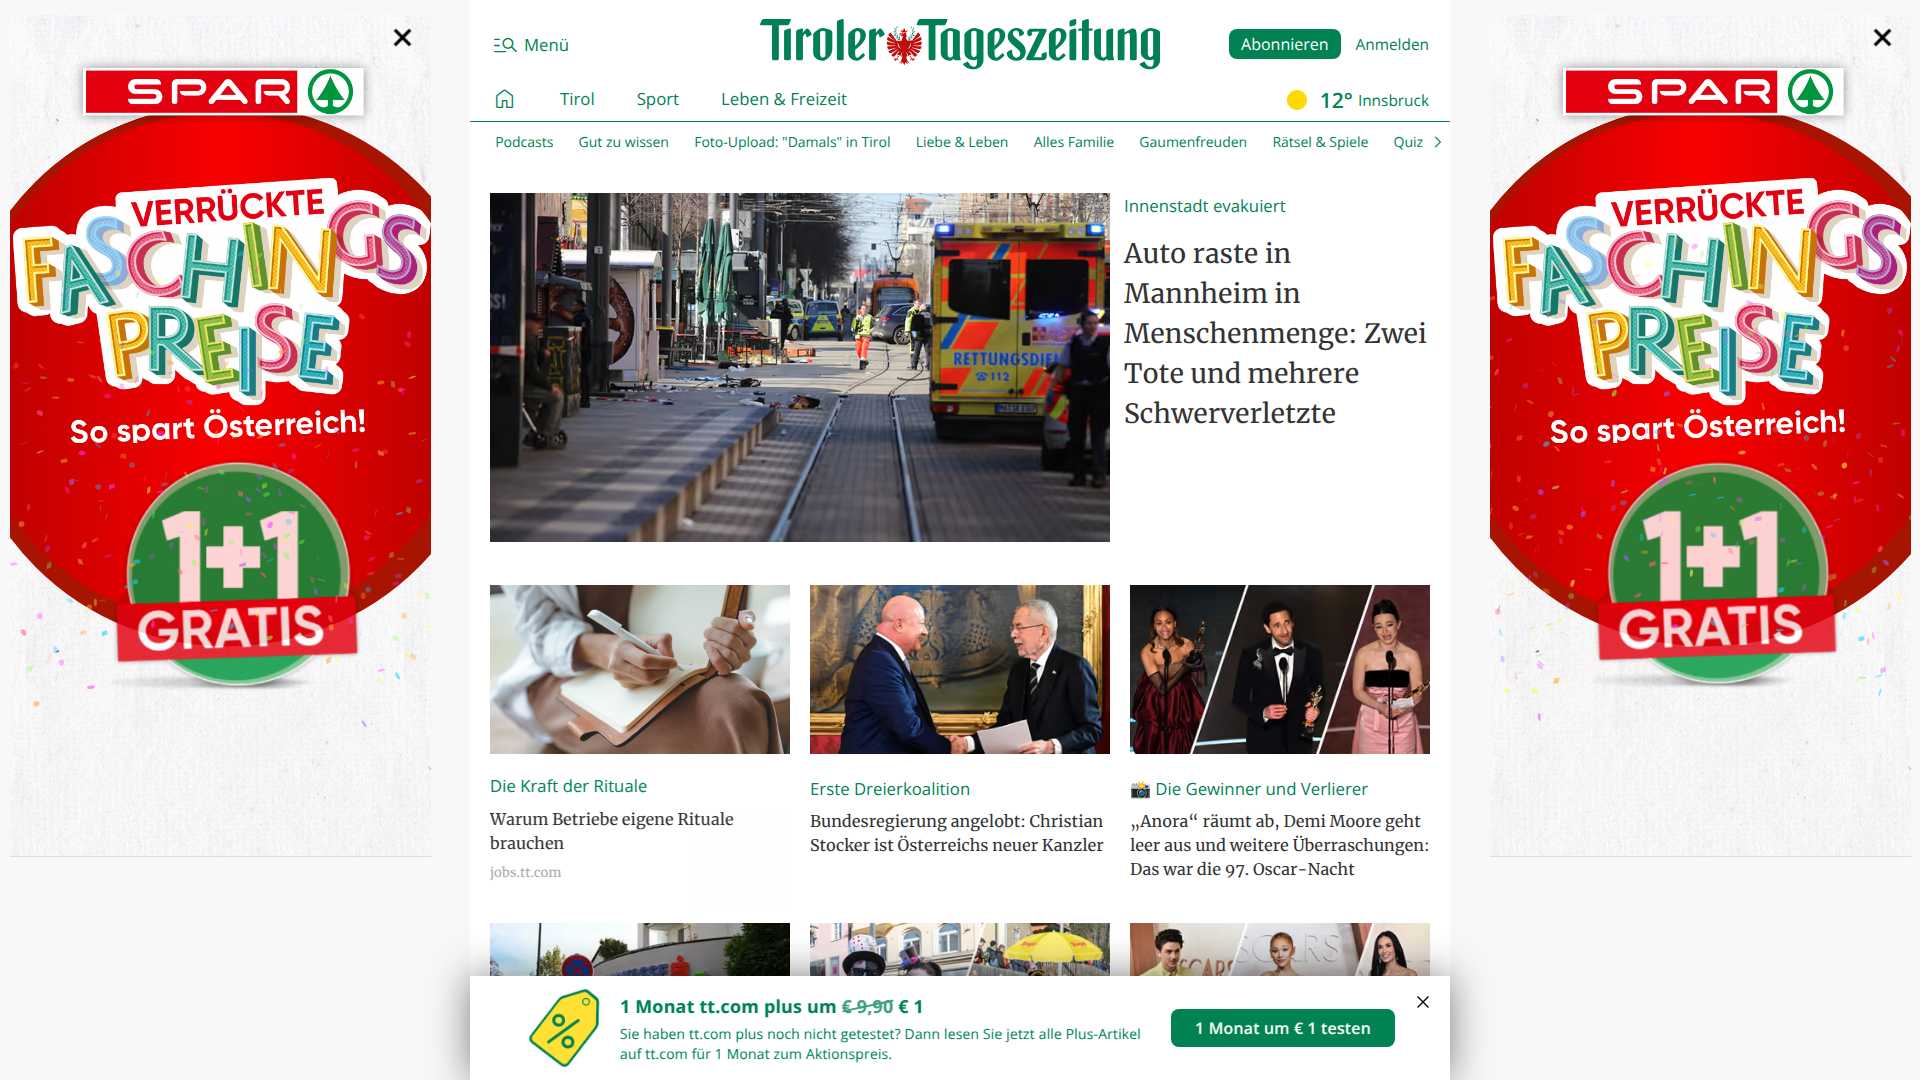 SPAR
VERRÜCKTE
FASCHINGS
PREISE
So spart Österreich!
1+1
GRATIS
Menü
Tiroler Tageszeitung
Abonnieren
Anmelden
Tirol
Sport
Leben & Freizeit
12° Innsbruck
Podcasts
Gut zu wissen
Foto-Upload: "Damals" in Tirol
Liebe & Leben
Alles Familie
Gaumenfreuden
Rätsel & Spiele
Quiz
RETTUNGSDIEN
112
Innenstadt evakuiert
Auto raste in
Mannheim in
Menschenmenge: Zwei
Tote und mehrere
Schwerverletzte
Die Kraft der Rituale
Warum Betriebe eigene Rituale
brauchen
jobs.tt.com
Erste Dreierkoalition
Bundesregierung angelobt: Christian
Stocker ist Österreichs neuer Kanzler
Die Gewinner und Verlierer
„Anora“ räumt ab, Demi Moore geht
leer aus und weitere Überraschungen:
Das war die 97. Oscar-Nacht
1 Monat tt.com plus um € 9,90 € 1
Sie haben tt.com plus noch nicht getestet? Dann lesen Sie jetzt alle Plus-Artikel
auf tt.com für 1 Monat zum Aktionspreis.
1 Monat um € 1 testen
SPAR
VERRÜCKTE
FASCHINGS
PREISE
So spart Österreich!
1+1
GRATIS